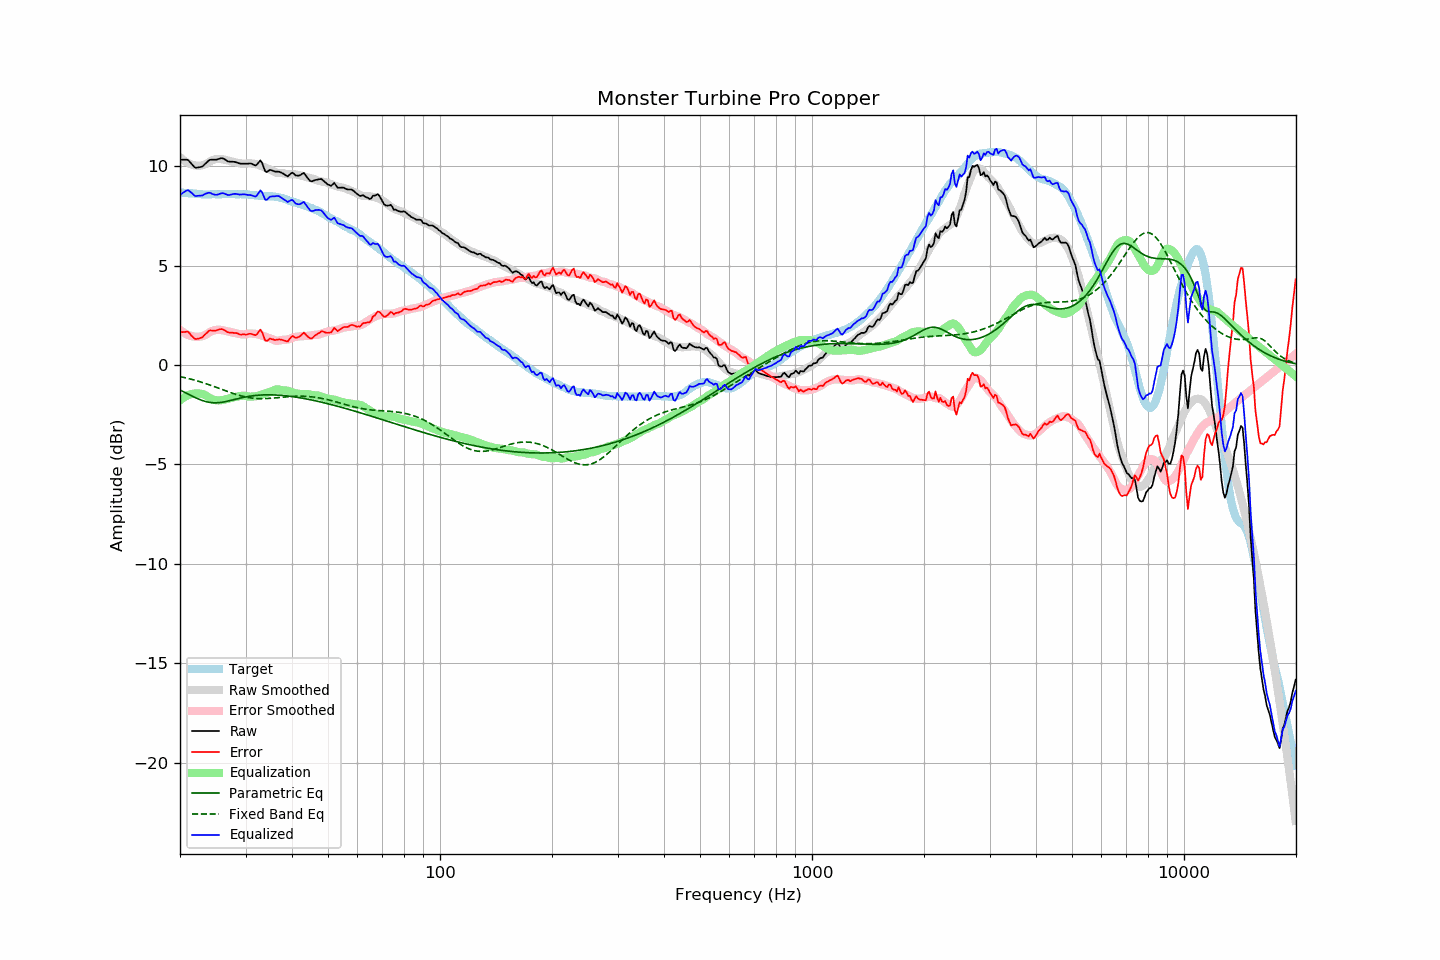 Monster Turbine Pro Copper
10
5
0
−5
−10
−15
−20
Amplitude (dBr)
Target
Raw Smoothed
Error Smoothed
Raw
Error
Equalization
Parametric Eq
Fixed Band Eq
Equalized
100
1000
10000
Frequency (Hz)